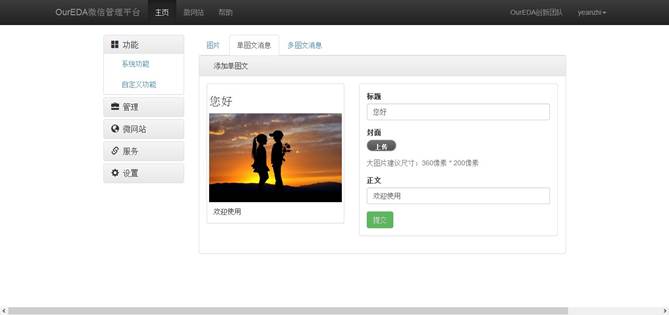 OurEDA微信管理平台 主页 微网站 帮助 OurEDA创新团队 yeanzhi
功能
系统功能
自定义功能
管理
微网站
服务
设置
图片 单图文消息 多图文消息
添加单图文
您好
欢迎使用
标题
您好
封面
上传
大图片建议尺寸：360像素 * 200像素
正文
欢迎使用
提交